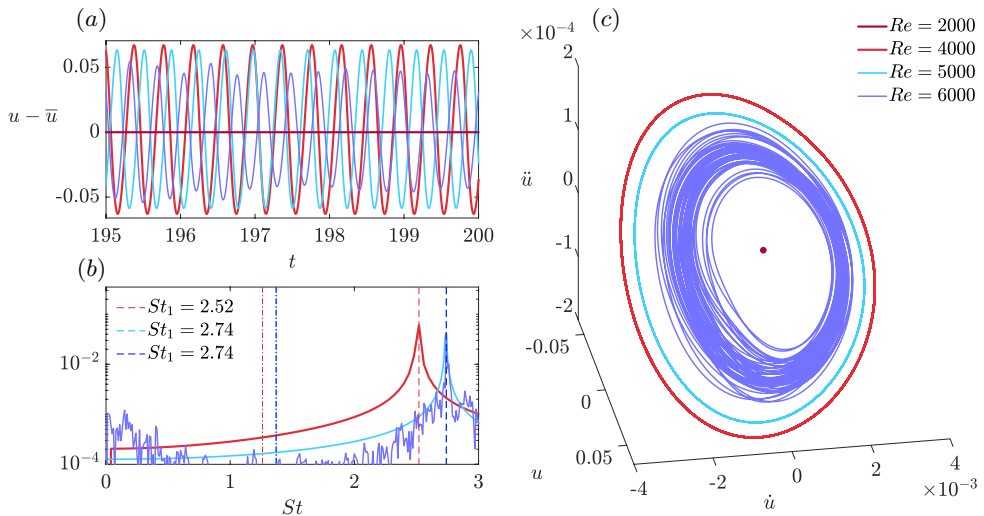 (a)
0.05
u − u̅
0
-0.05
195 196 197 198 199 200
t
(b)
St₁ = 2.52
St₁ = 2.74
St₁ = 2.74
10⁻²
10⁻⁴
0 1 2 3
St
(c)
×10⁻⁴
2
1
ü
0
-1
-2
-0.05
0
0.05
u
-4 -2 0 2 4
×10⁻³
u̇
Re = 2000
Re = 4000
Re = 5000
Re = 6000